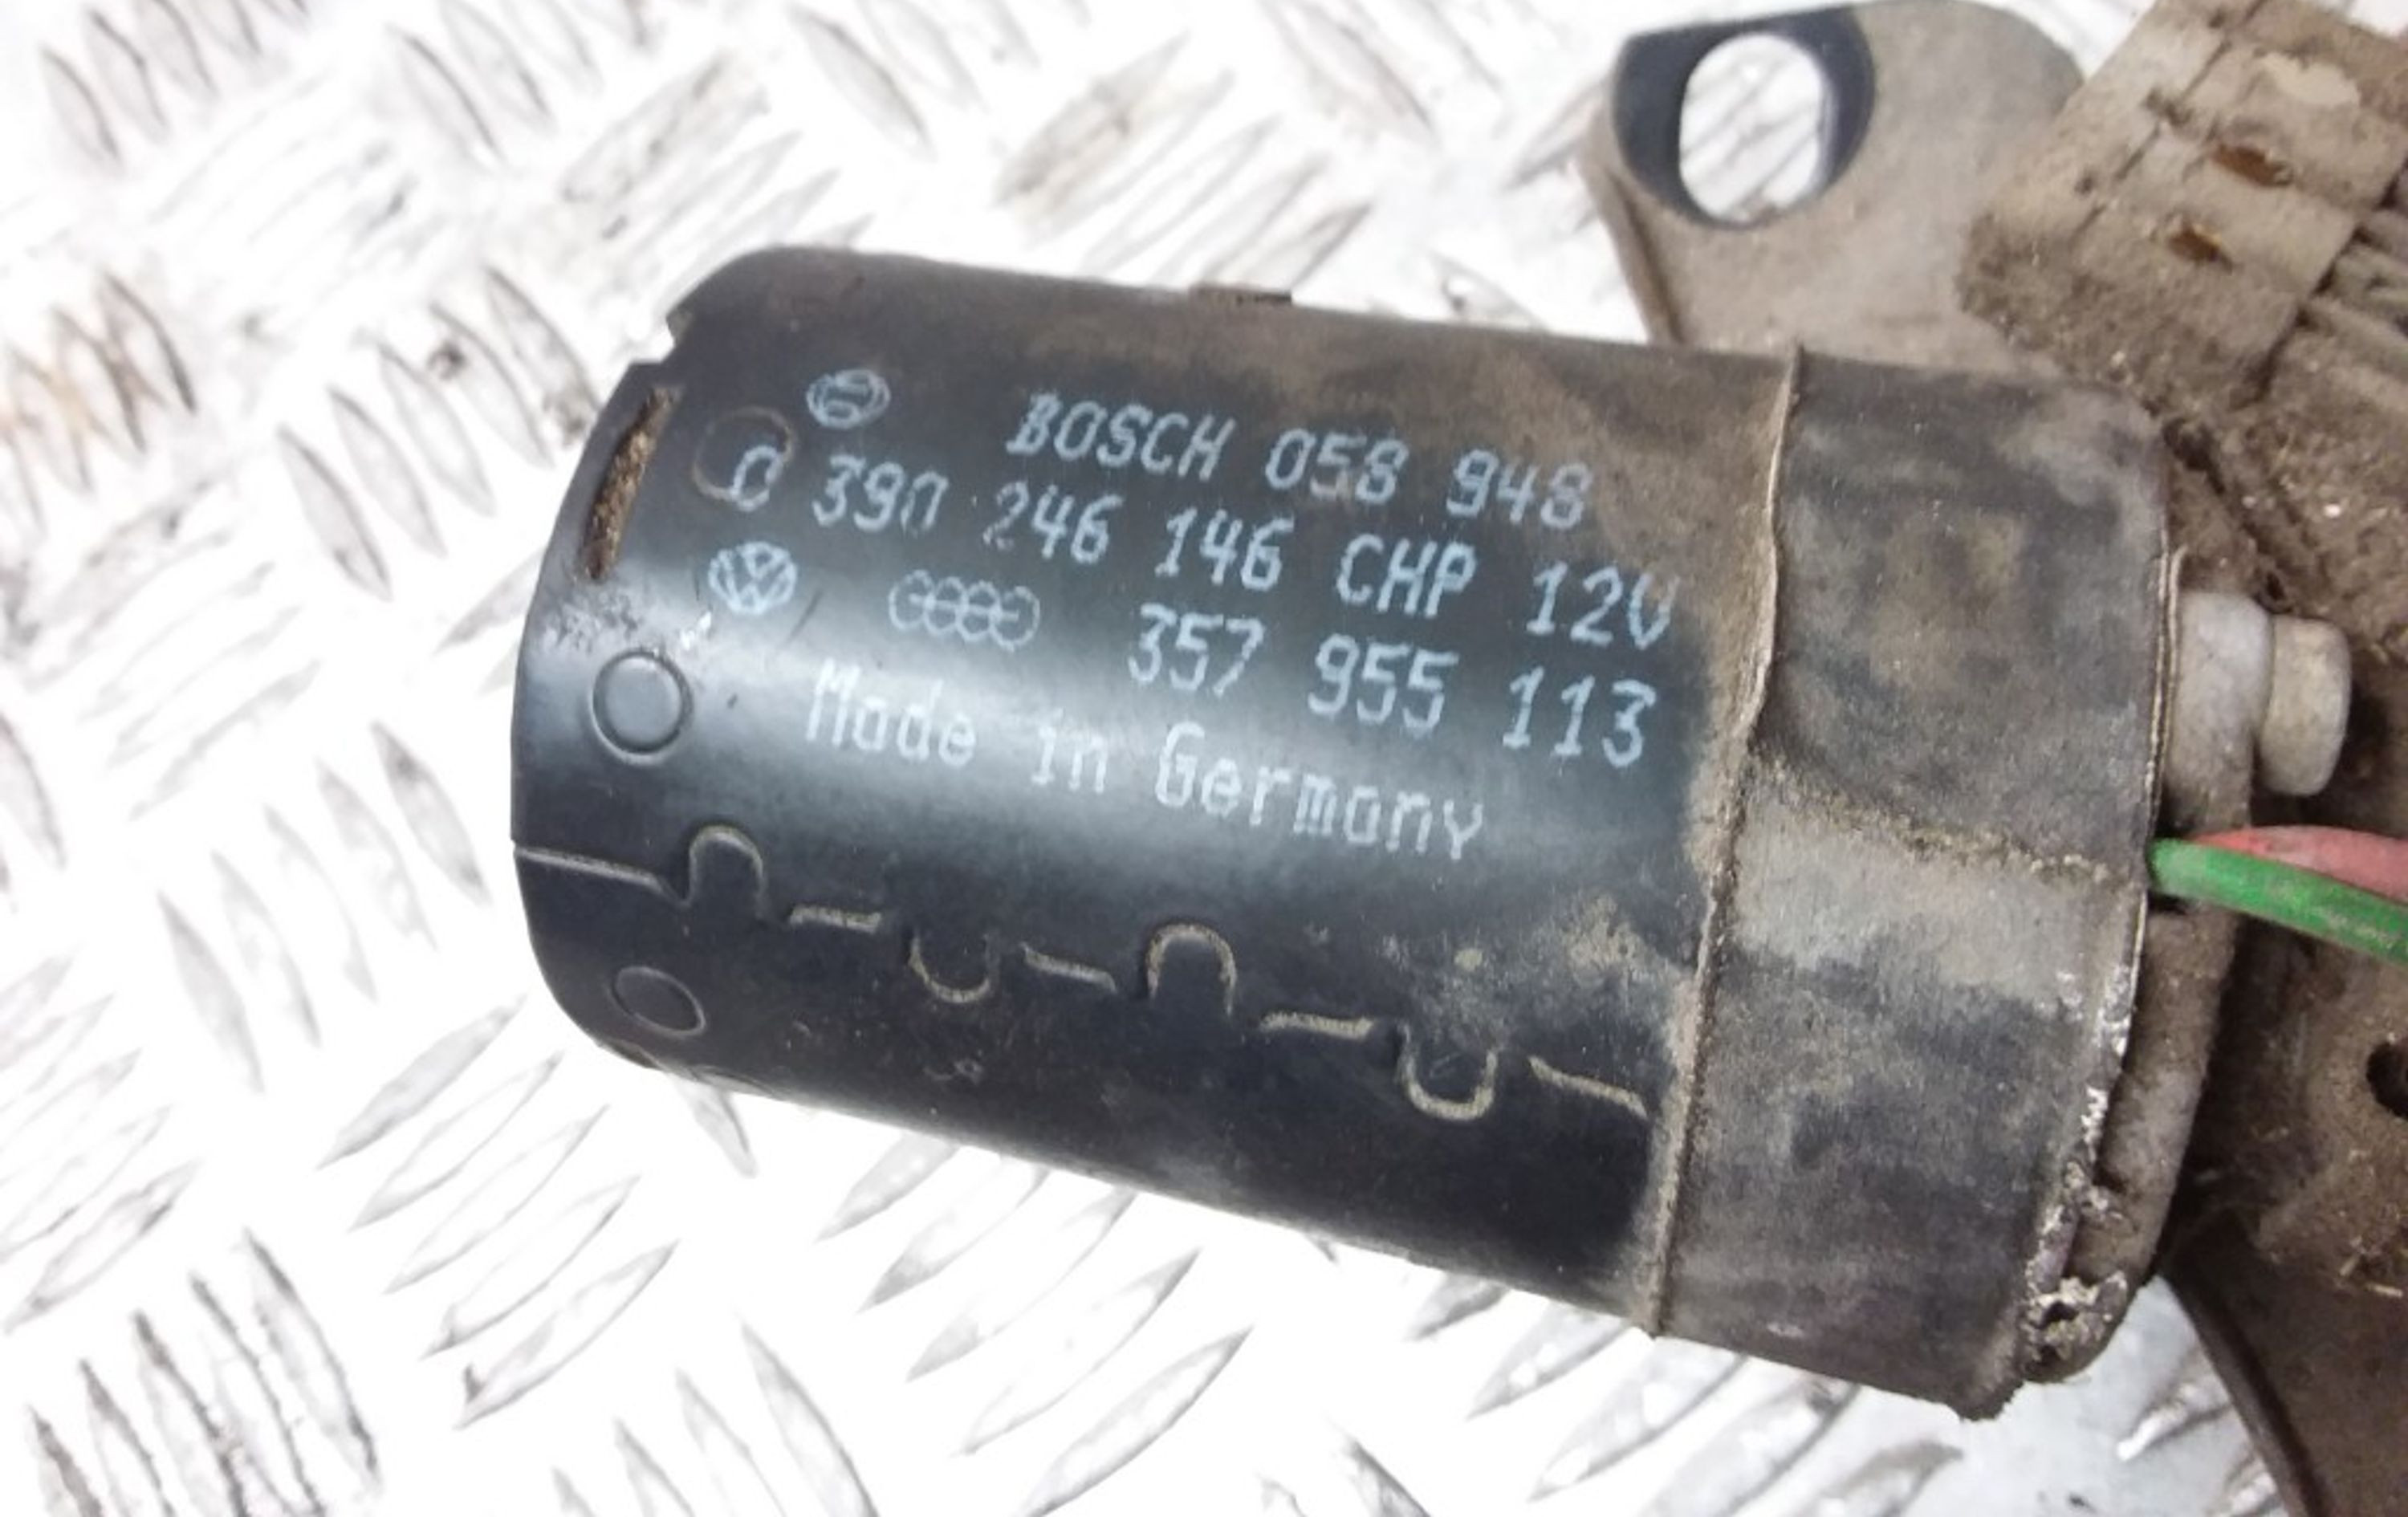 BOSCH 058 948
0 390 246 146 CHP 12V
357 955 113
Made in Germany